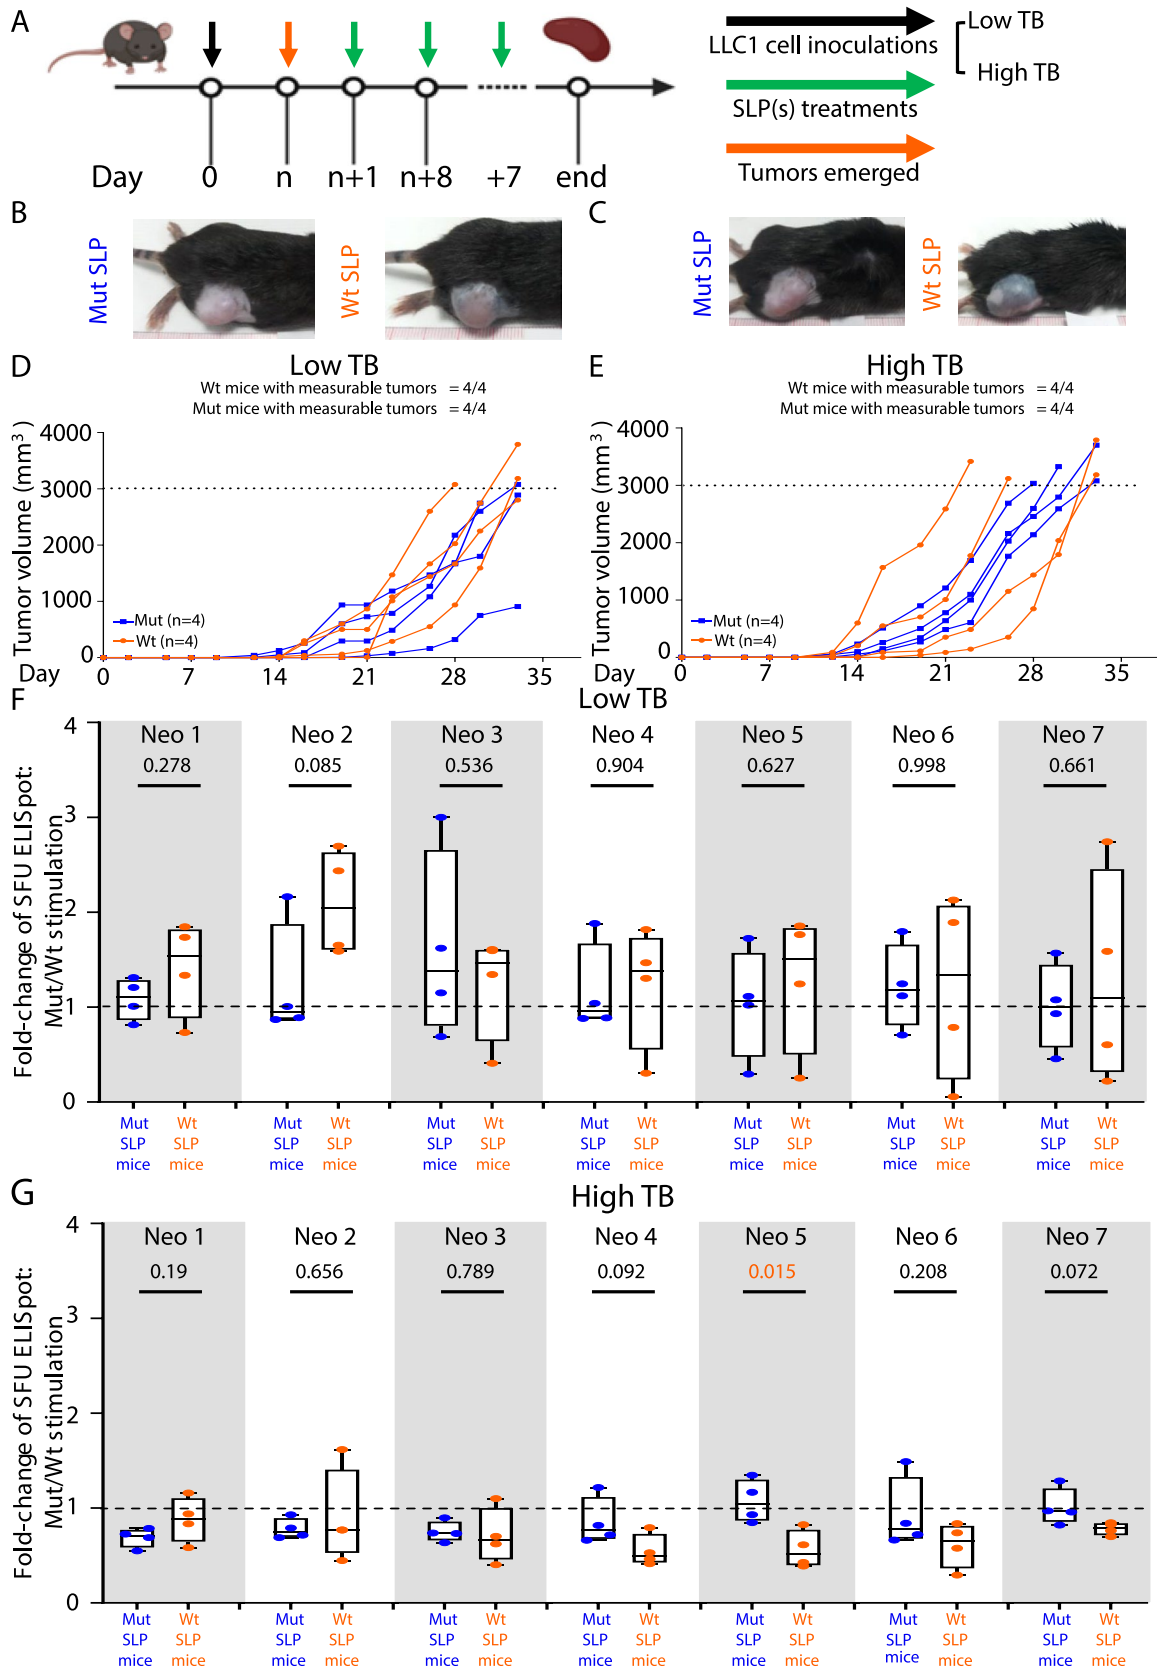 A
Low TB
LLC1 cell inoculations
High TB
SLP(s) treatments
Tumors emerged
Day 0 n n+1 n+8 +7 end
B
Mut SLP
Wt SLP
C
Mut SLP
Wt SLP
D
Low TB
Wt mice with measurable tumors = 4/4
Mut mice with measurable tumors = 4/4
Tumor volume (mm³)
4000
3000
2000
1000
0
Mut (n=4)
Wt (n=4)
Day
0 7 14 21 28 35
E
High TB
Wt mice with measurable tumors = 4/4
Mut mice with measurable tumors = 4/4
Tumor volume (mm³)
4000
3000
2000
1000
0
Mut (n=4)
Wt (n=4)
Day
0 7 14 21 28 35
F
Low TB
Fold-change of SFU ELISpot:
Mut/Wt stimulation
4
3
2
1
0
Neo 1 Neo 2 Neo 3 Neo 4 Neo 5 Neo 6 Neo 7
0.278 0.085 0.536 0.904 0.627 0.998 0.661
Mut Wt Mut Wt Mut Wt Mut Wt Mut Wt Mut Wt Mut Wt
SLP SLP SLP SLP SLP SLP SLP SLP SLP SLP SLP SLP SLP SLP
mice mice mice mice mice mice mice mice mice mice mice mice mice mice
G
High TB
Fold-change of SFU ELISpot:
Mut/Wt stimulation
4
3
2
1
0
Neo 1 Neo 2 Neo 3 Neo 4 Neo 5 Neo 6 Neo 7
0.19 0.656 0.789 0.092 0.015 0.208 0.072
Mut Wt Mut Wt Mut Wt Mut Wt Mut Wt Mut Wt Mut Wt
SLP SLP SLP SLP SLP SLP SLP SLP SLP SLP SLP SLP SLP SLP
mice mice mice mice mice mice mice mice mice mice mice mice mice mice